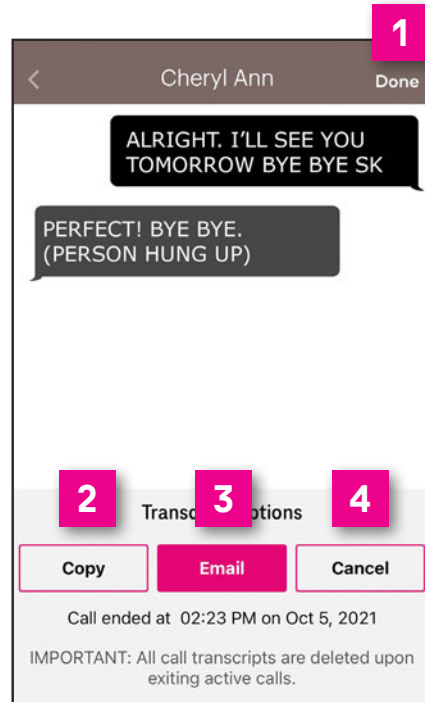 1
< Cheryl Ann Done
ALRIGHT. I'LL SEE YOU
TOMORROW BYE BYE SK
PERFECT! BYE BYE.
(PERSON HUNG UP)
2 3 4
Copy Email Cancel
Call ended at 02:23 PM on Oct 5, 2021
IMPORTANT: All call transcripts are deleted upon
exiting active calls.